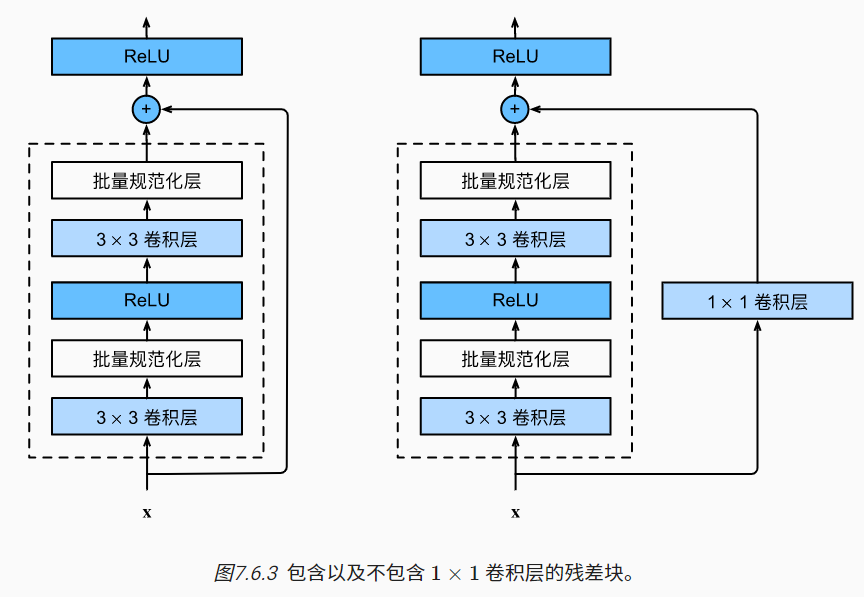 ReLU
+
批量规范化层
3 × 3 卷积层
ReLU
批量规范化层
3 × 3 卷积层
x
ReLU
+
批量规范化层
3 × 3 卷积层
ReLU
批量规范化层
3 × 3 卷积层
1 × 1 卷积层
x
图7.6.3 包含以及不包含 1 × 1 卷积层的残差块。